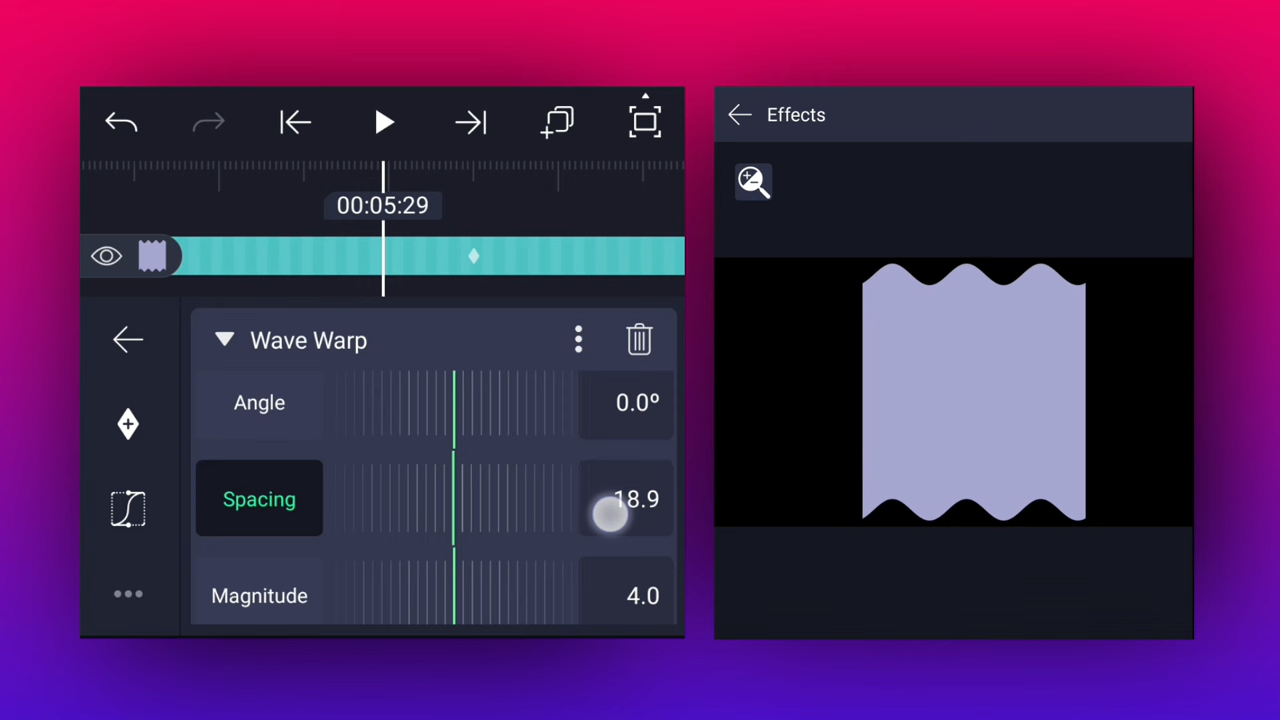 00:05:29
Wave Warp
Angle
0.0º
Spacing
18.9
Magnitude
4.0
Effects